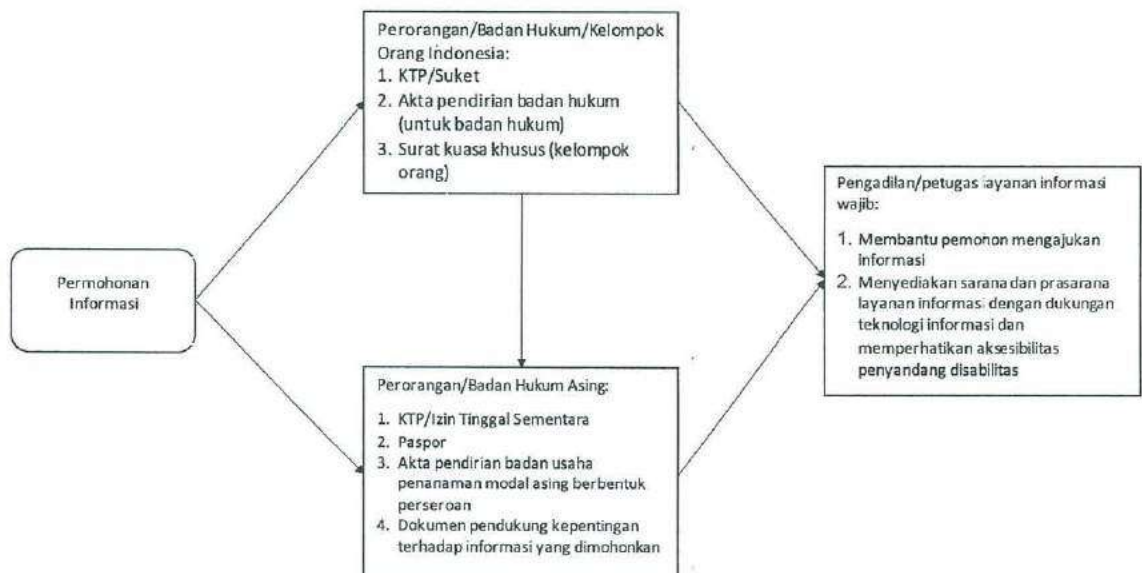 Perorangan/Badan Hukum/Kelompok
Orang Indonesia:
1. KTP/Suket
2. Akta pendirian badan hukum
(untuk badan hukum)
3. Surat kuasa khusus (kelompok
orang)
Permohonan
Informasi
Perorangan/Badan Hukum Asing:
1. KTP/Izin Tinggal Sementara
2. Paspor
3. Akta pendirian badan usaha
penanaman modal asing berbentuk
perseroan
4. Dokumen pendukung kepentingan
terhadap informasi yang dimohonkan
Pengadilan/petugas layanan informasi
wajib:
1. Membantu pemonon mengajukan
informasi
2. Menyediakan sarana dan prasarana
layanan informasi dengan dukungan
teknologi informasi dan
memperhatikan aksesibilitas
penyandang disabilitas